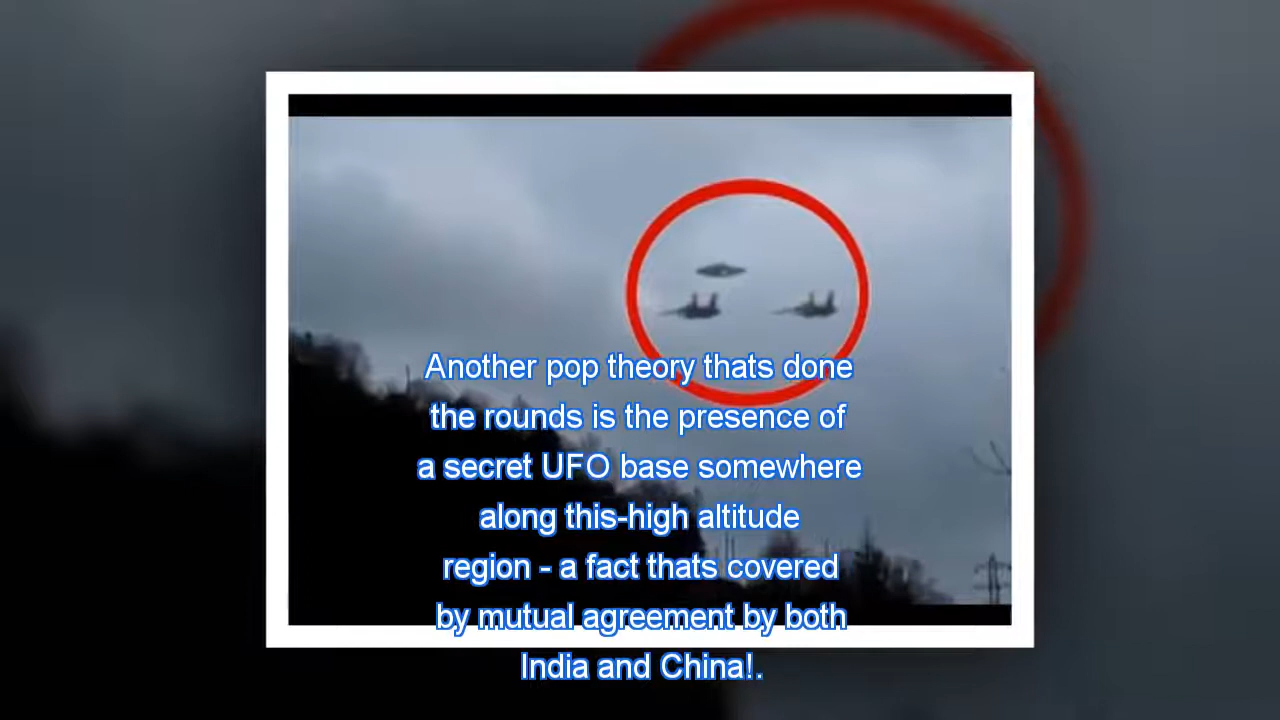 Another pop theory thats done
the rounds is the presence of
a secret UFO base somewhere
along this-high altitude
region - a fact thats covered
by mutual agreement by both
India and China!.